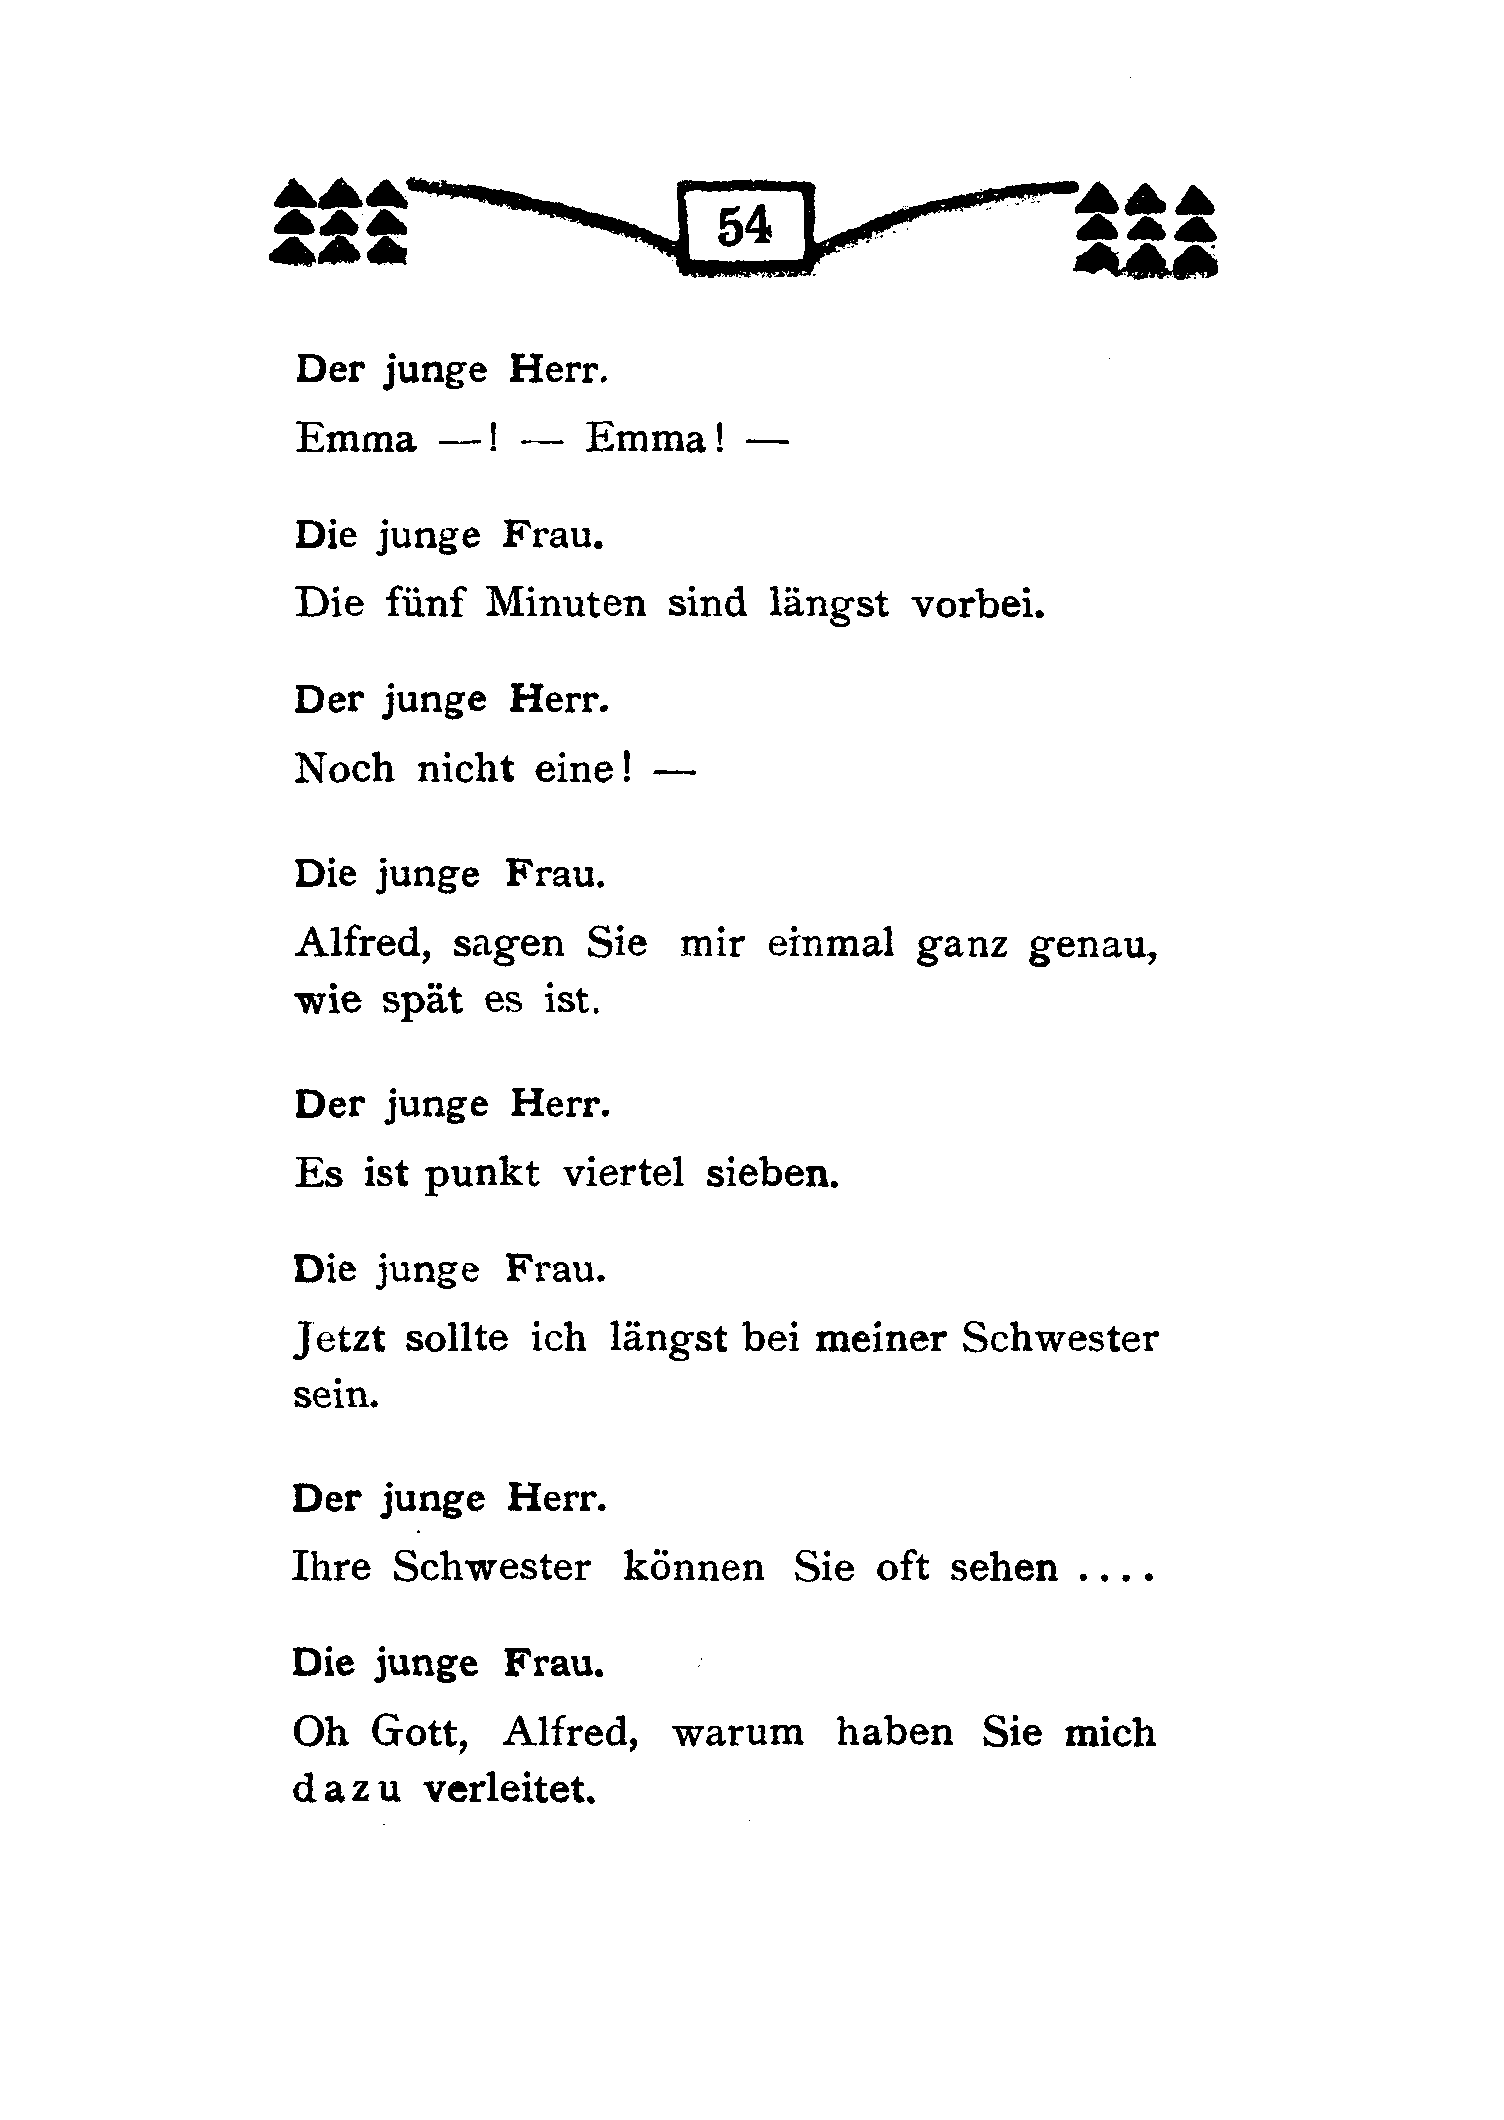 54
Der junge Herr.
Emma —! — Emma! —
Die junge Frau.
Die fünf Minuten sind längst vorbei.
Der junge Herr.
Noch nicht eine! —
Die junge Frau.
Alfred, sagen Sie mir einmal ganz genau,
wie spät es ist.
Der junge Herr.
Es ist punkt viertel sieben.
Die junge Frau.
Jetzt sollte ich längst bei meiner Schwester
sein.
Der junge Herr.
Ihre Schwester können Sie oft sehen ....
Die junge Frau.
Oh Gott, Alfred, warum haben Sie mich
dazu verleitet.